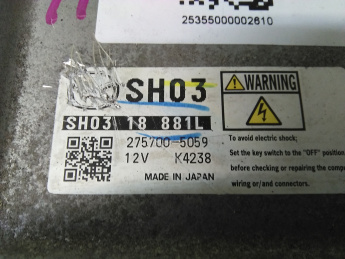 25355000002610
SH03
WARNING
SH03 18 881L
275700-5059
12V K4238
MADE IN JAPAN
To avoid electric shock;
Set the key switch to the "OFF" position
before checking or repairing the compo
wiring or/and connectors.